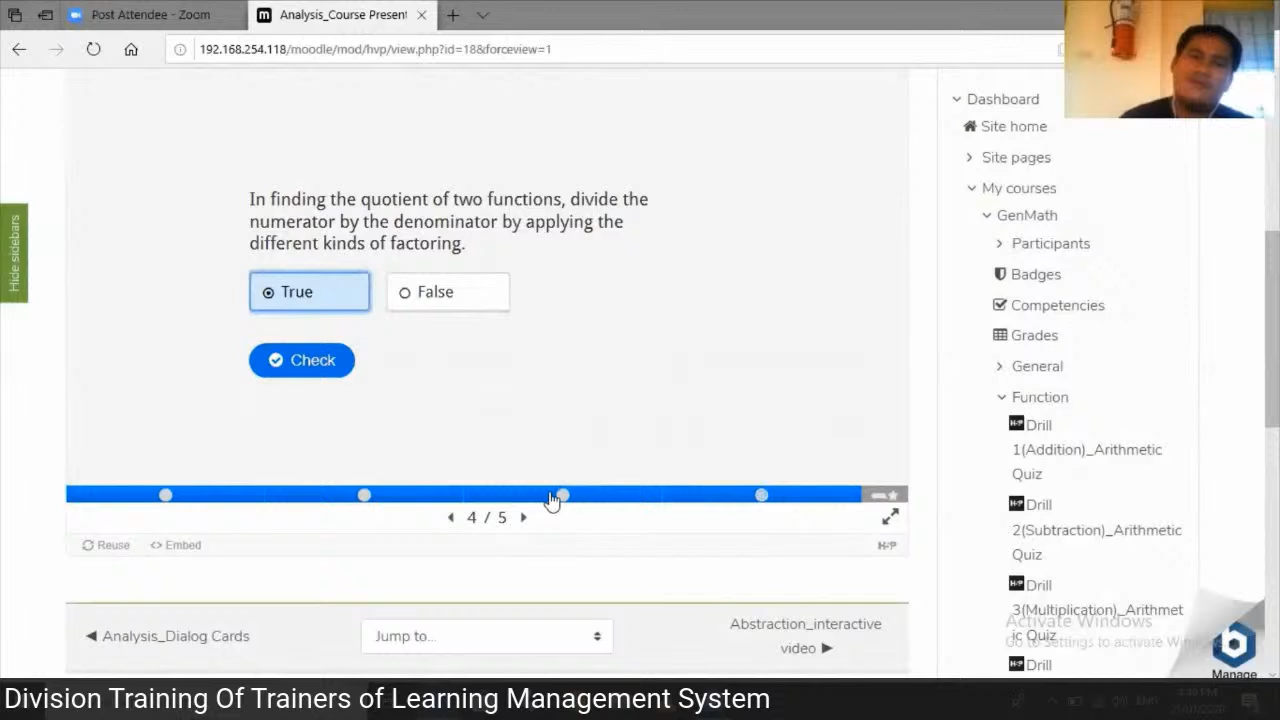 Post Attendee - Zoom
Analysis_Course Present
192.168.254.118/moodle/mod/hvp/view.php?id=18&forceview=1
Hide sidebars
In finding the quotient of two functions, divide the
numerator by the denominator by applying the
different kinds of factoring.
True
False
Check
4 / 5
Reuse
<> Embed
H-P
Analysis_Dialog Cards
Jump to...
Abstraction_interactive
video
Dashboard
Site home
Site pages
My courses
GenMath
Participants
Badges
Competencies
Grades
General
Function
Drill
1(Addition)_Arithmetic
Quiz
Drill
2(Subtraction)_Arithmetic
Quiz
Drill
3(Multiplication)_Arithmet
ic Quiz
Drill
Activate Windows
Go to Settings to activate
Manage
Division Training Of Trainers of Learning Management System